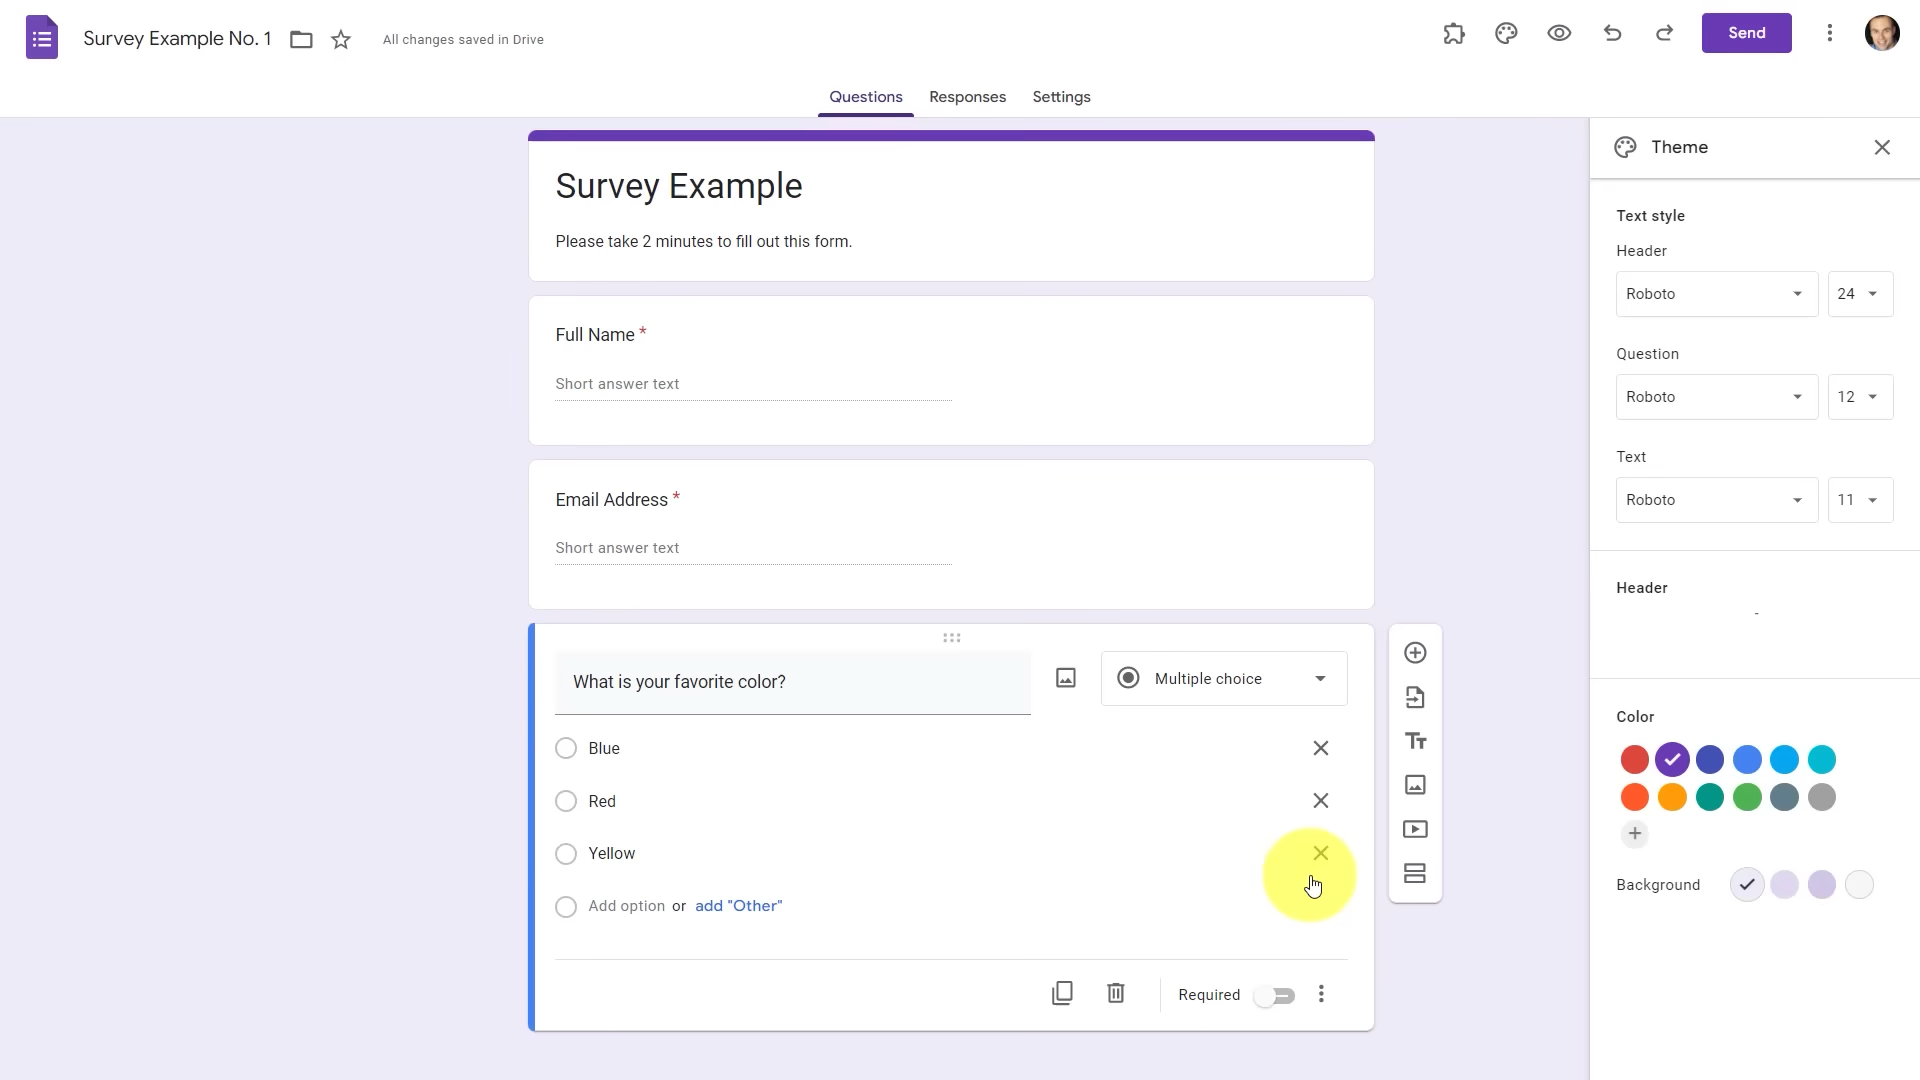 Survey Example No. 1
All changes saved in Drive
Send
Questions Responses Settings
Survey Example
Please take 2 minutes to fill out this form.
Full Name *
Short answer text
Email Address *
Short answer text
What is your favorite color?
Multiple choice
Blue
Red
Yellow
Add option or add "Other"
Required
Theme
Text style
Header
Roboto 24
Question
Roboto 12
Text
Roboto 11
Header
Color
Background